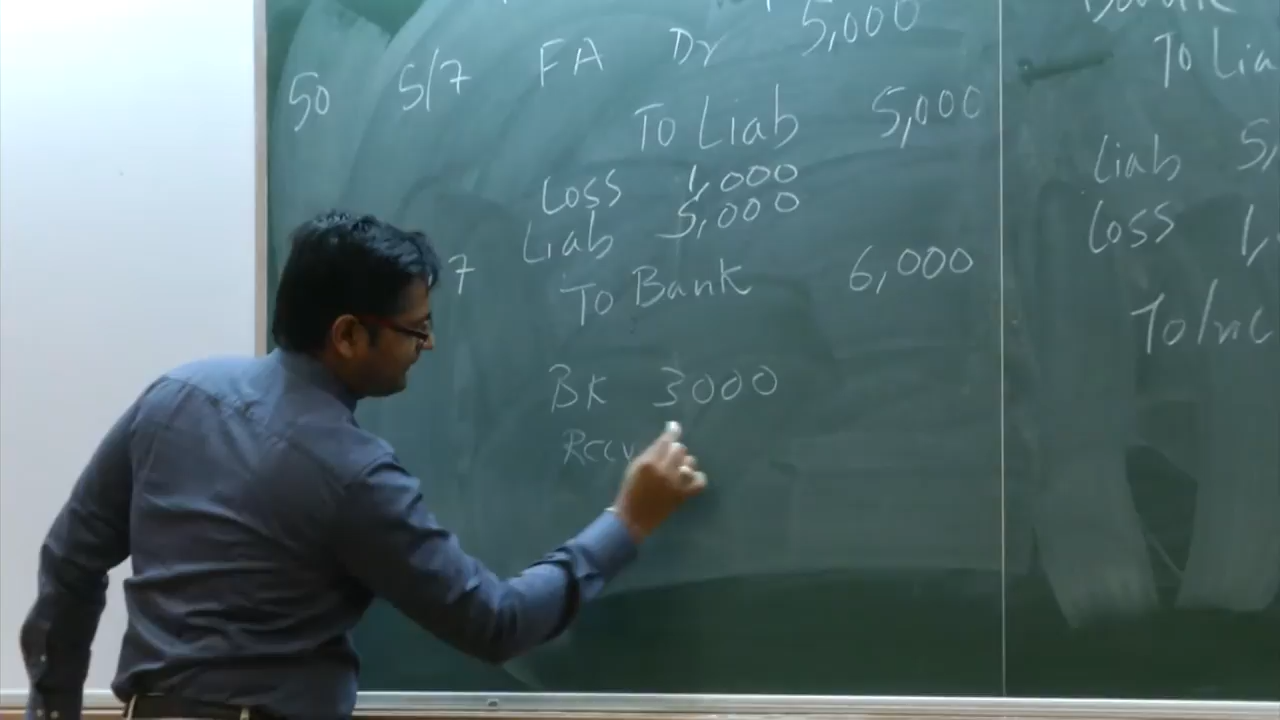 5,000
50 5/7 FA Dr
To Liab 5,000
Loss 1,000
Liab 5,000
7 To Bank 6,000
BK 3000
Rccv
To Lia
Liab 5,
Loss 1,
To Inc